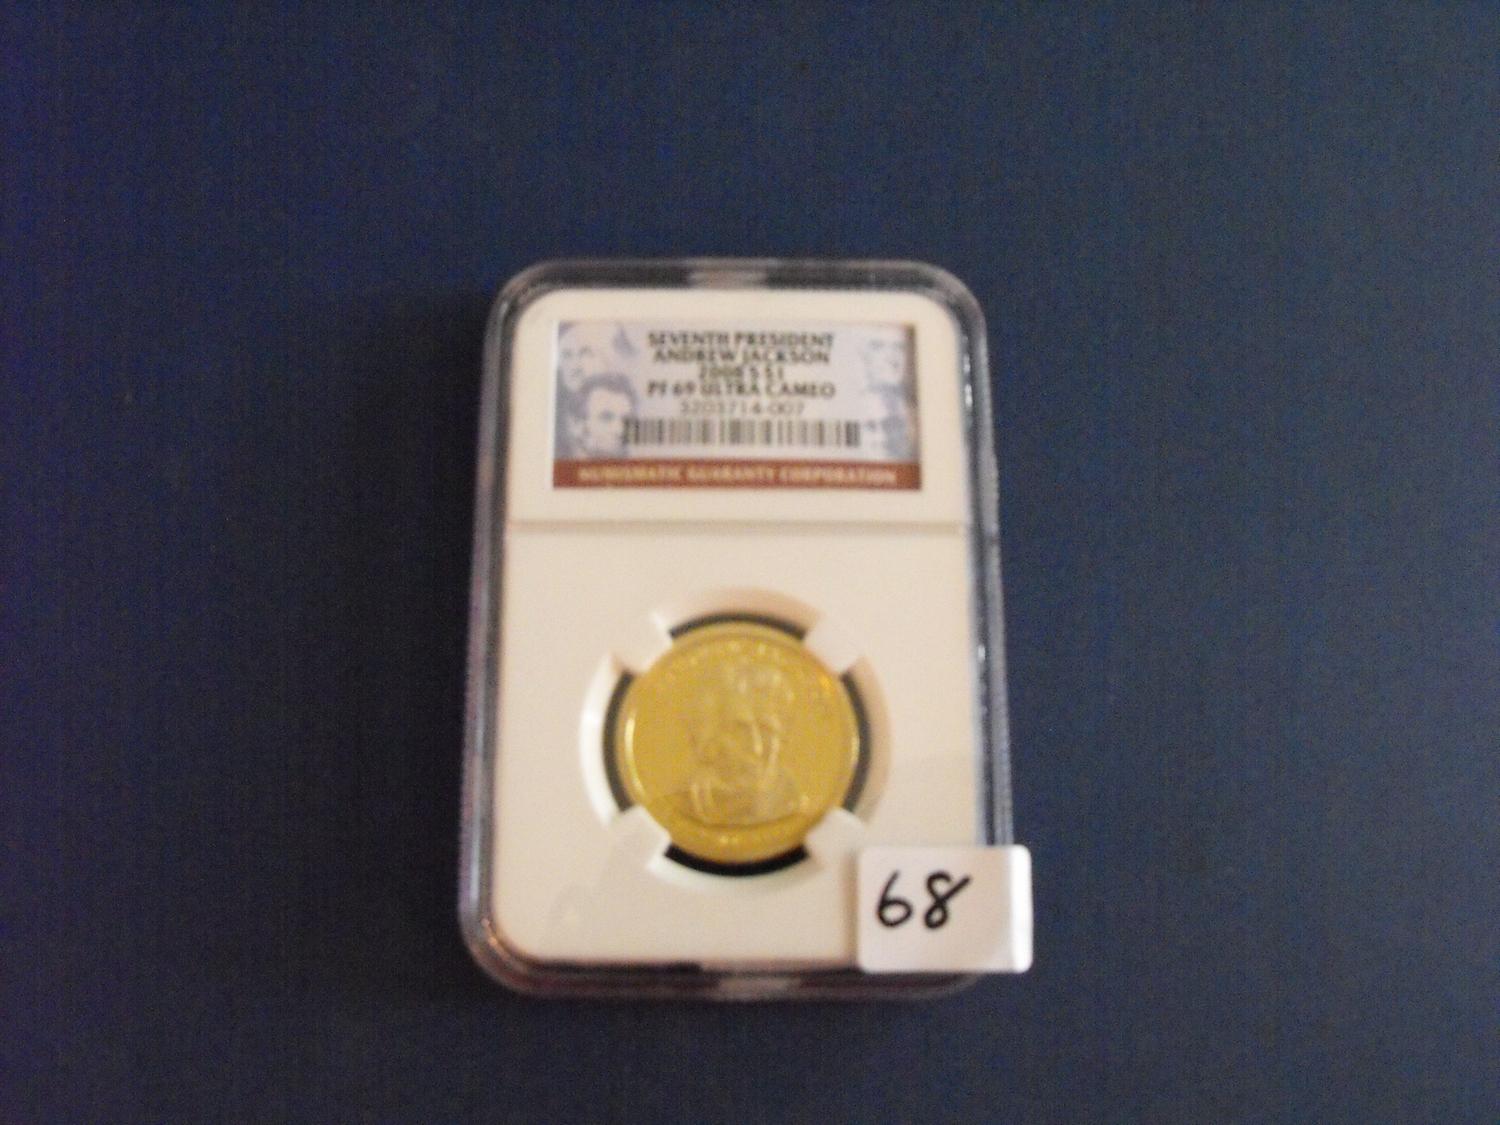 SEVENTH PRESIDENT
ANDREW JACKSON
2008 S $1
PF 69 ULTRA CAMEO
3203714-007
NUMISMATIC GUARANTY CORPORATION
68